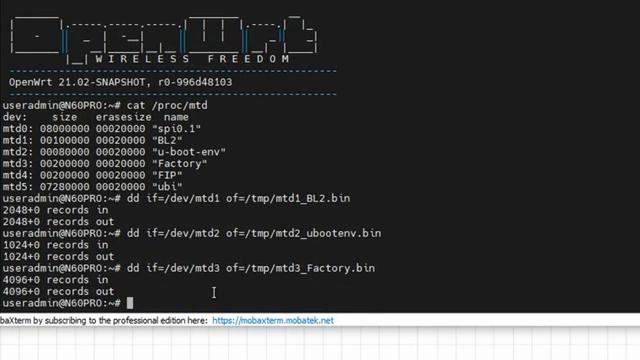 OpenWrt
W I R E L E S S   F R E E D O M
OpenWrt 21.02-SNAPSHOT, r0-996d48103
useradmin@N60PRO:~# cat /proc/mtd
dev:    size   erasesize  name
mtd0: 08000000 00020000 "spi0.1"
mtd1: 00100000 00020000 "BL2"
mtd2: 00080000 00020000 "u-boot-env"
mtd3: 00200000 00020000 "Factory"
mtd4: 00200000 00020000 "FIP"
mtd5: 07280000 00020000 "ubi"
useradmin@N60PRO:~# dd if=/dev/mtd1 of=/tmp/mtd1_BL2.bin
2048+0 records in
2048+0 records out
useradmin@N60PRO:~# dd if=/dev/mtd2 of=/tmp/mtd2_ubootenv.bin
1024+0 records in
1024+0 records out
useradmin@N60PRO:~# dd if=/dev/mtd3 of=/tmp/mtd3_Factory.bin
4096+0 records in
4096+0 records out
useradmin@N60PRO:~#
baXterm by subscribing to the professional edition here: https://mobaxterm.mobatek.net